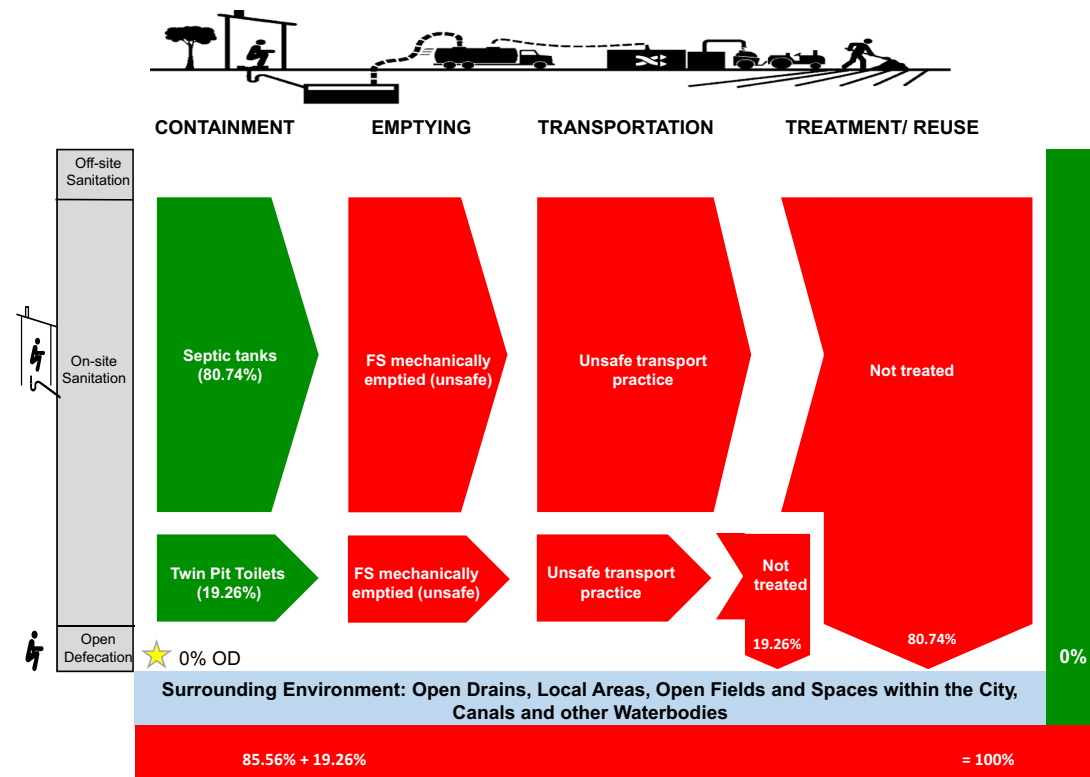 CONTAINMENT
EMPTYING
TRANSPORTATION
TREATMENT/ REUSE
Off-site
Sanitation
On-site
Sanitation
Open
Defecation
Septic tanks
(80.74%)
FS mechanically
emptied (unsafe)
Unsafe transport
practice
Not treated
Twin Pit Toilets
(19.26%)
FS mechanically
emptied (unsafe)
Unsafe transport
practice
Not
treated
19.26%
80.74%
0% OD
0%
Surrounding Environment: Open Drains, Local Areas, Open Fields and Spaces within the City,
Canals and other Waterbodies
85.56% + 19.26%
= 100%